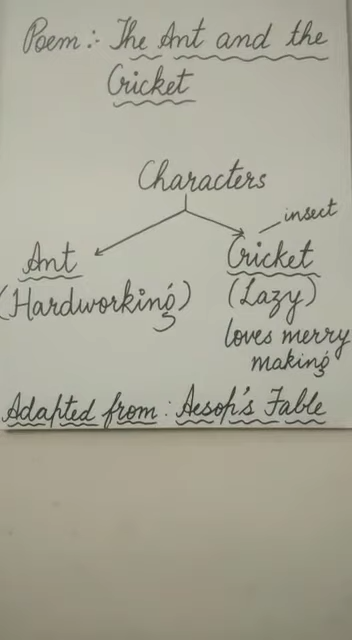 Poem :- The Ant and the
Cricket
Characters
insect
Ant
Cricket
(Hardworking)
(Lazy)
loves merry
making
Adapted from : Aesop's Fable